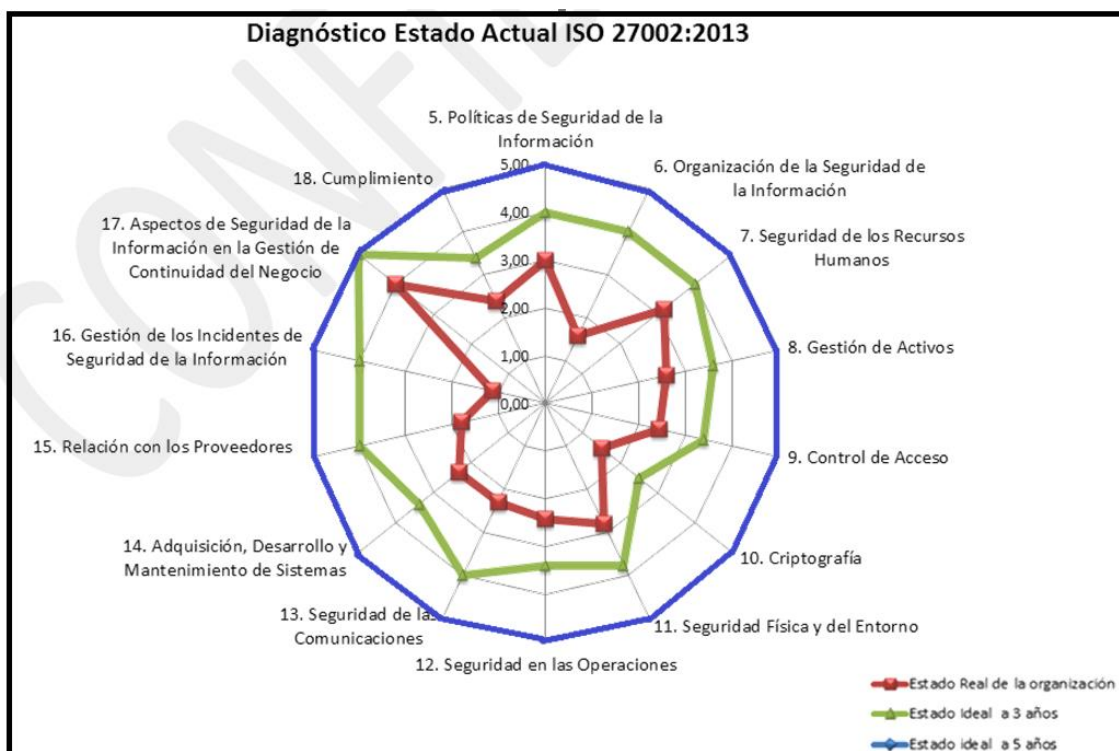 Diagnóstico Estado Actual ISO 27002:2013
5. Políticas de Seguridad de la
Información
6. Organización de la Seguridad de
la Información
7. Seguridad de los Recursos
Humanos
8. Gestión de Activos
9. Control de Acceso
10. Criptografía
11. Seguridad Física y del Entorno
12. Seguridad en las Operaciones
13. Seguridad de las
Comunicaciones
14. Adquisición, Desarrollo y
Mantenimiento de Sistemas
15. Relación con los Proveedores
16. Gestión de los Incidentes de
Seguridad de la Información
17. Aspectos de Seguridad de la
Información en la Gestión de
Continuidad del Negocio
18. Cumplimiento
5,00
4,00
3,00
2,00
1,00
0,00
Estado Real de la organización
Estado Ideal a 3 años
Estado ideal a 5 años